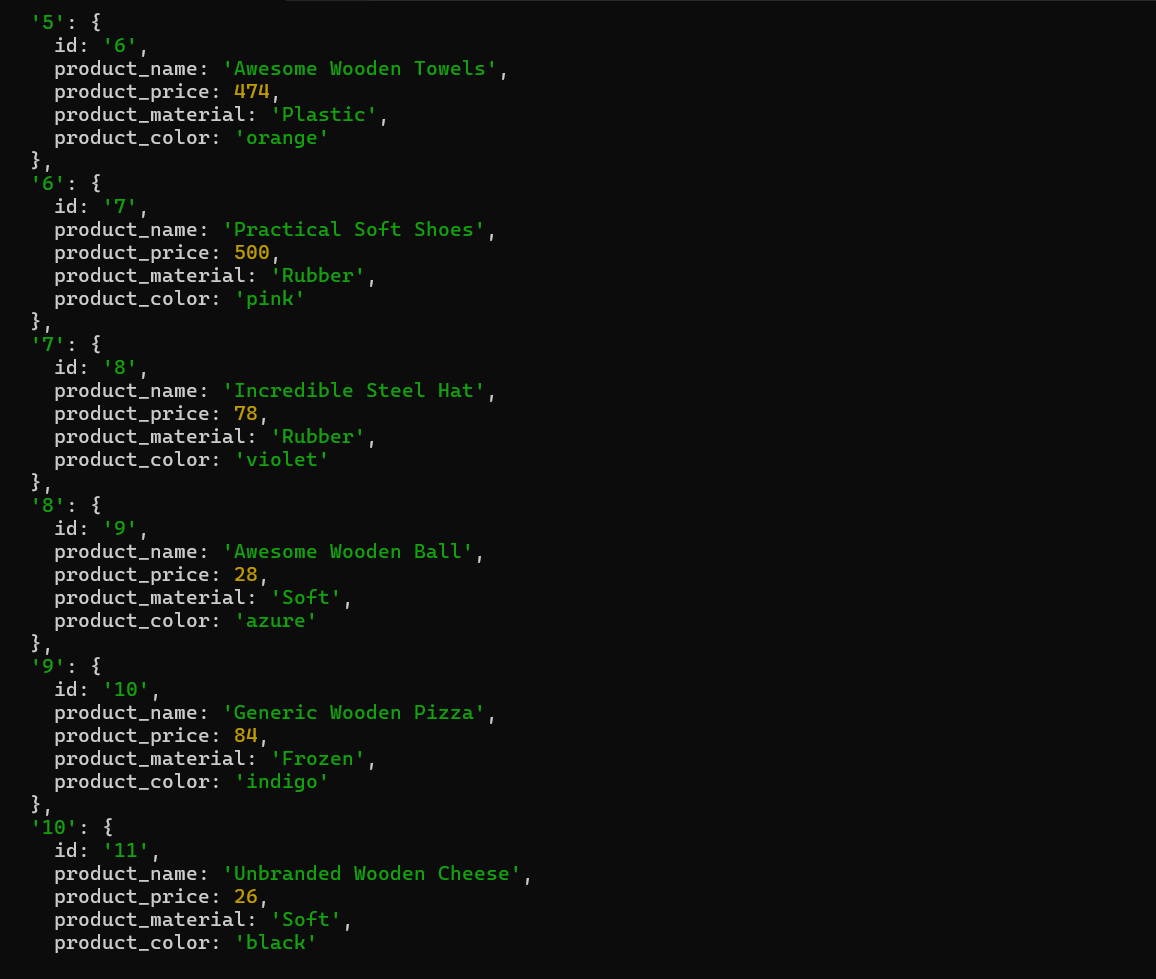 '5': {
id: '6',
product_name: 'Awesome Wooden Towels',
product_price: 474,
product_material: 'Plastic',
product_color: 'orange'
},
'6': {
id: '7',
product_name: 'Practical Soft Shoes',
product_price: 500,
product_material: 'Rubber',
product_color: 'pink'
},
'7': {
id: '8',
product_name: 'Incredible Steel Hat',
product_price: 78,
product_material: 'Rubber',
product_color: 'violet'
},
'8': {
id: '9',
product_name: 'Awesome Wooden Ball',
product_price: 28,
product_material: 'Soft',
product_color: 'azure'
},
'9': {
id: '10',
product_name: 'Generic Wooden Pizza',
product_price: 84,
product_material: 'Frozen',
product_color: 'indigo'
},
'10': {
id: '11',
product_name: 'Unbranded Wooden Cheese',
product_price: 26,
product_material: 'Soft',
product_color: 'black'